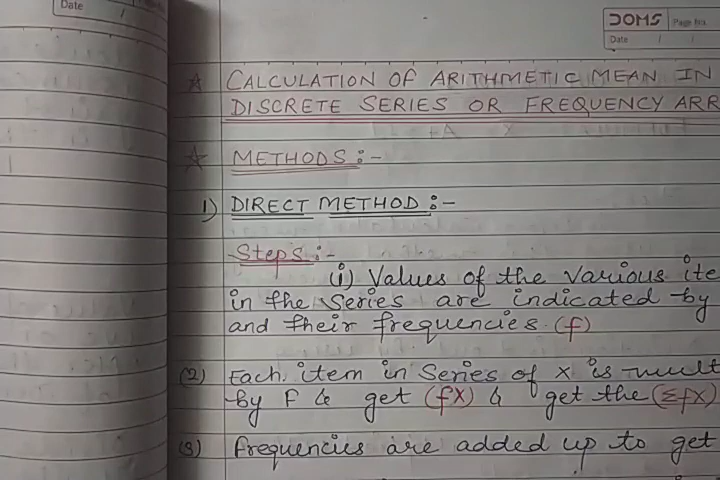 Date
DOMS Page No.
Date / /
☆ CALCULATION OF ARITHMETIC MEAN IN
DISCRETE SERIES OR FREQUENCY ARR
☆ METHODS :-
1) DIRECT METHOD :-
Steps :-
(i) Values of the various ite
in the series are indicated by
and their frequencies. (f)
(2) Each item in series of X is mult
by F & get (fX) & get the (ΣfX)
(3) frequencies are added up to get